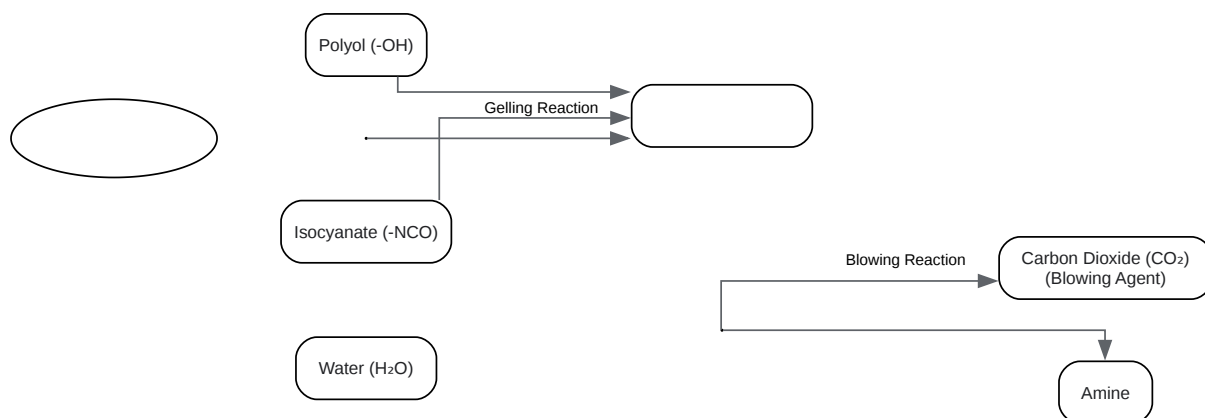 Polyol (-OH)
Gelling Reaction
Isocyanate (-NCO)
Blowing Reaction
Carbon Dioxide (CO₂)
(Blowing Agent)
Water (H₂O)
Amine